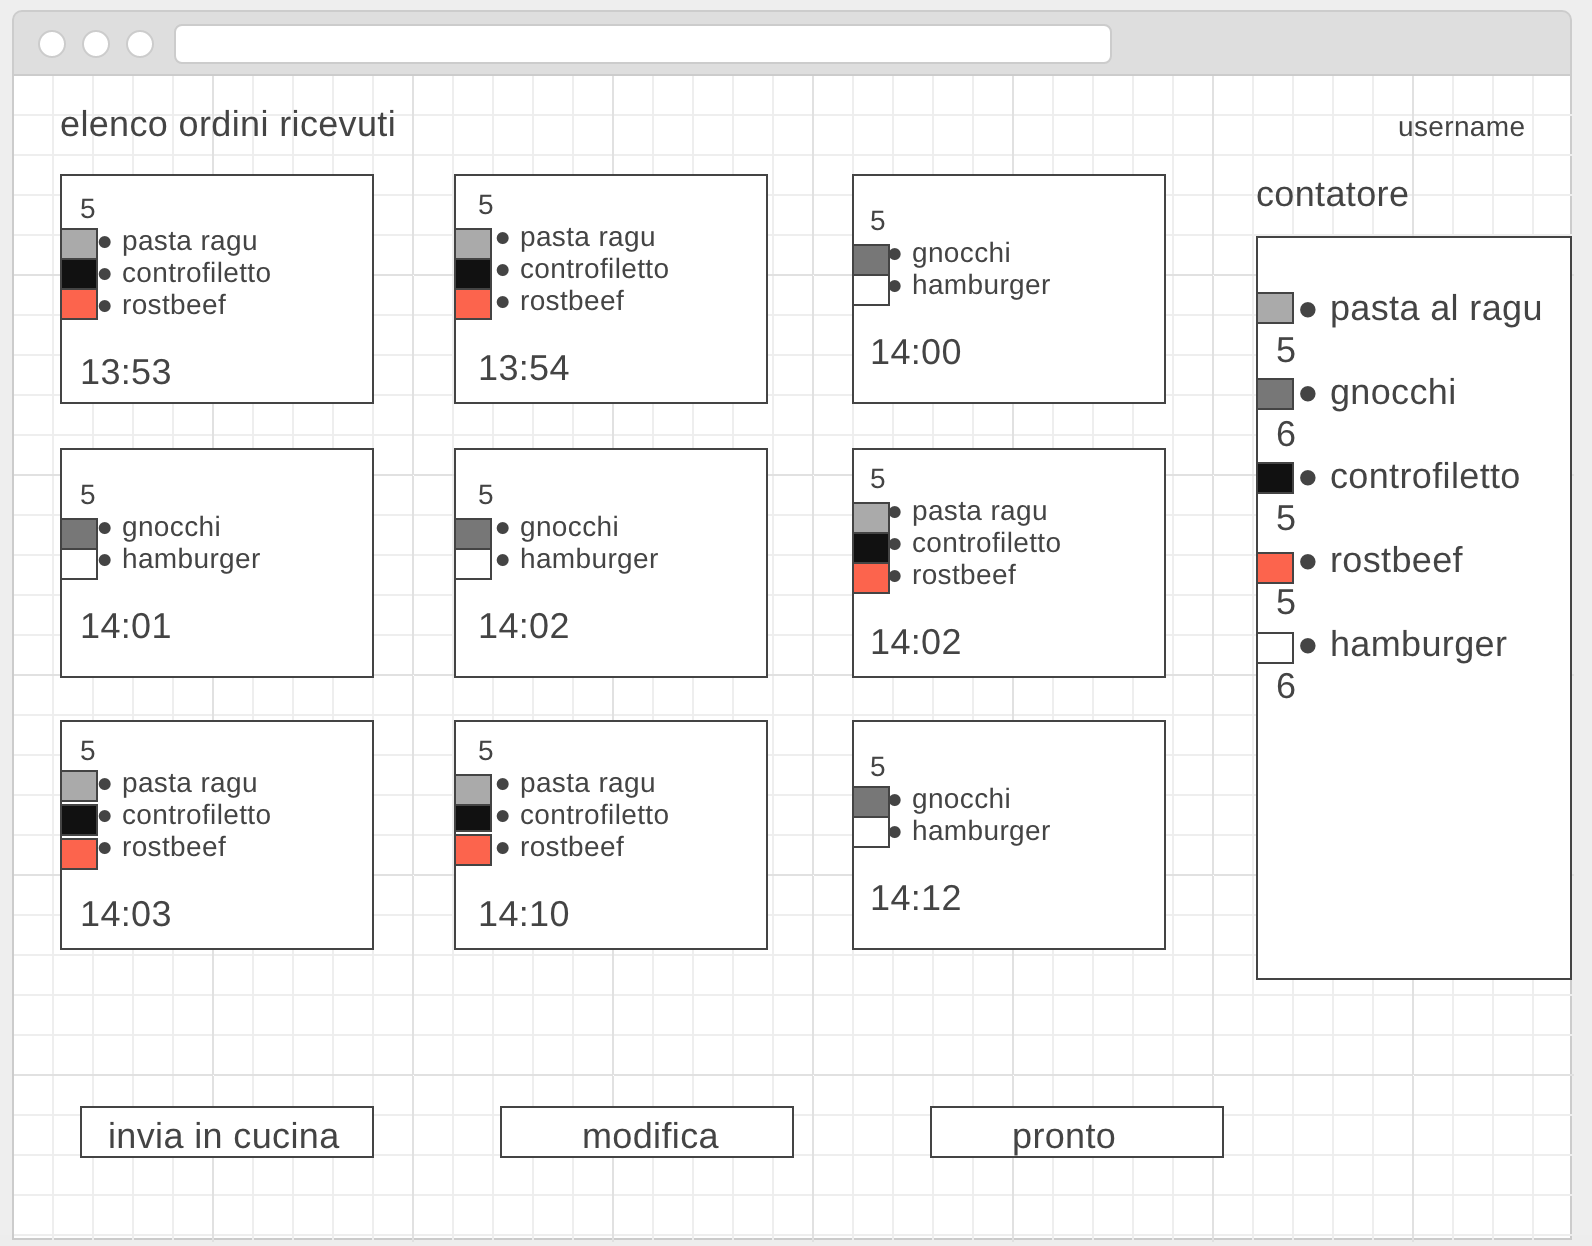 elenco ordini ricevuti
username
5
• pasta ragu
• controfiletto
• rostbeef
13:53
5
• pasta ragu
• controfiletto
• rostbeef
13:54
5
• gnocchi
• hamburger
14:00
5
• gnocchi
• hamburger
14:01
5
• gnocchi
• hamburger
14:02
5
• pasta ragu
• controfiletto
• rostbeef
14:02
5
• pasta ragu
• controfiletto
• rostbeef
14:03
5
• pasta ragu
• controfiletto
• rostbeef
14:10
5
• gnocchi
• hamburger
14:12
contatore
• pasta al ragu
5
• gnocchi
6
• controfiletto
5
• rostbeef
5
• hamburger
6
invia in cucina
modifica
pronto